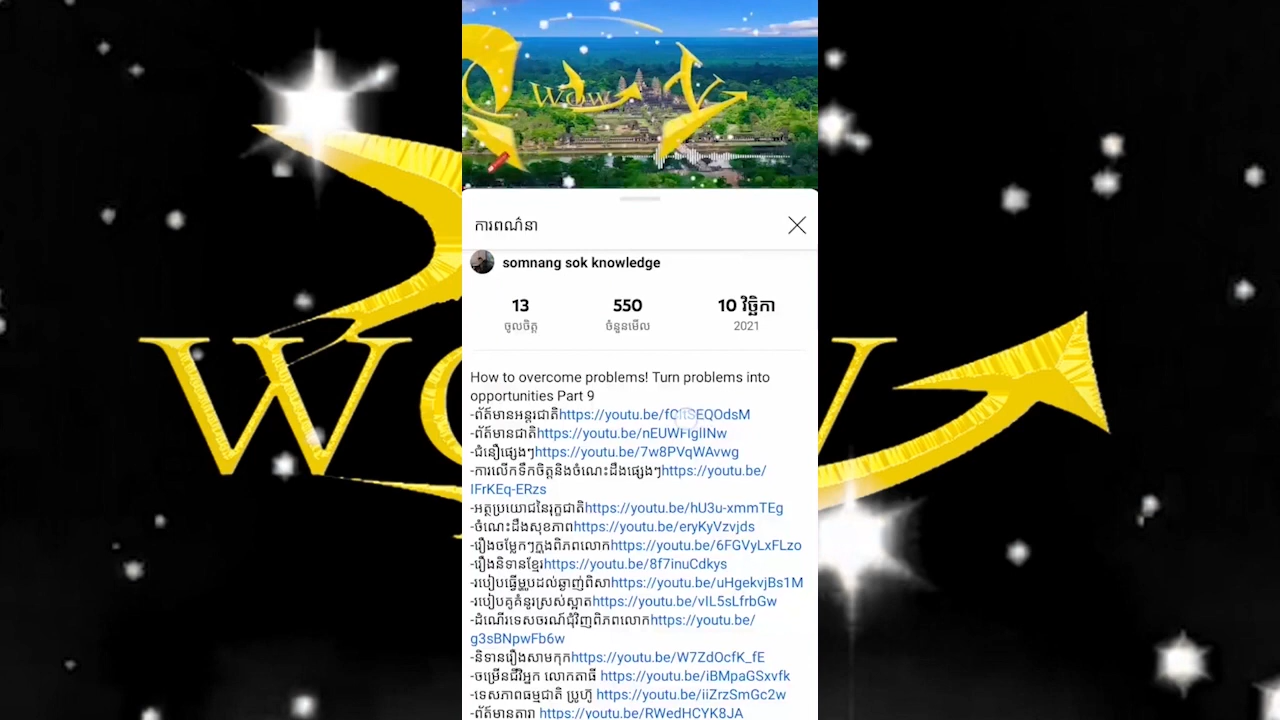 WOW
ការពណ៌នា
somnang sok knowledge
13 550 10 វិច្ឆិកា
ចូលចិត្ត ចំនួនមើល 2021
How to overcome problems! Turn problems into
opportunities Part 9
-ព័ត៌មានអន្តរជាតិhttps://youtu.be/
-ព័ត៌មានជាតិhttps://youtu.be/
-ជំនឿផ្សេងៗhttps://youtu.be/7w8PVqWAvwg
-ការលើកទឹកចិត្តនិងចំណេះដឹងផ្សេងៗhttps://youtu.be/
IFrKEq-ERzs
-អត្ថប្រយោជនៃរុក្ខជាតិhttps://youtu.be/hU3u-xmmTEg
-ចំណេះដឹងសុខភាពhttps://youtu.be/eryKyVzvjds
-រឿងចម្លែកៗក្នុងពិភពលោកhttps://youtu.be/6FGVyLxFLzo
-រឿងនិទានខ្មែរhttps://youtu.be/8f7inuCdkys
-របៀបធ្វើម្ហូបដល់ឆ្ងាញ់ពិសាhttps://youtu.be/uHgekvjBs1M
-របៀបគូគំនូរស្រស់ស្អាតhttps://youtu.be/vIL5sLfrbGw
-ដំណើរទេសចរណ៍ជុំវិញពិភពលោកhttps://youtu.be/
g3sBNpwFb6w
-និទានរឿងសាមកុកhttps://youtu.be/W7ZdOcfK_fE
-ចម្រើនជីវិអ្នក លោកតាធី https://youtu.be/iBMpaGSxvfk
-ទេសភាពធម្មជាតិ ប្រូហ៊្វូ https://youtu.be/iiZrzSmGc2w
-ព័ត៌មានតារា https://youtu.be/RWedHCYK8JA